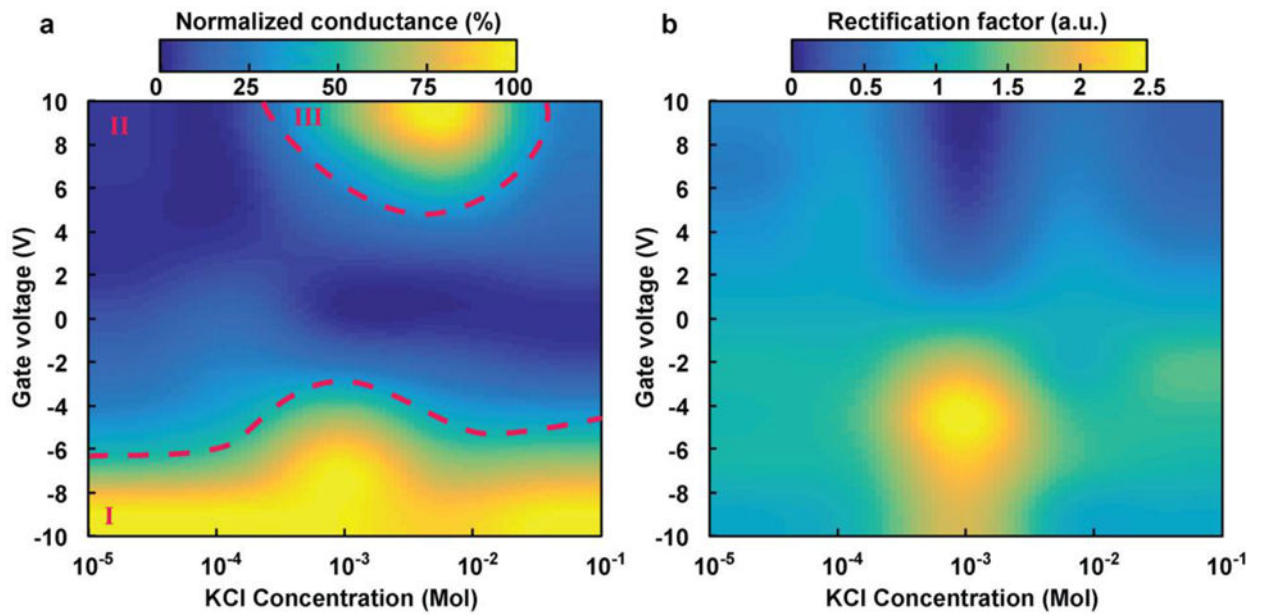 a
Normalized conductance (%)
0 25 50 75 100
Gate voltage (V)
10
8
6
4
2
0
-2
-4
-6
-8
-10
II
III
I
10-5 10-4 10-3 10-2 10-1
KCl Concentration (Mol)
b
Rectification factor (a.u.)
0 0.5 1 1.5 2 2.5
Gate voltage (V)
10
8
6
4
2
0
-2
-4
-6
-8
-10
10-5 10-4 10-3 10-2 10-1
KCl Concentration (Mol)